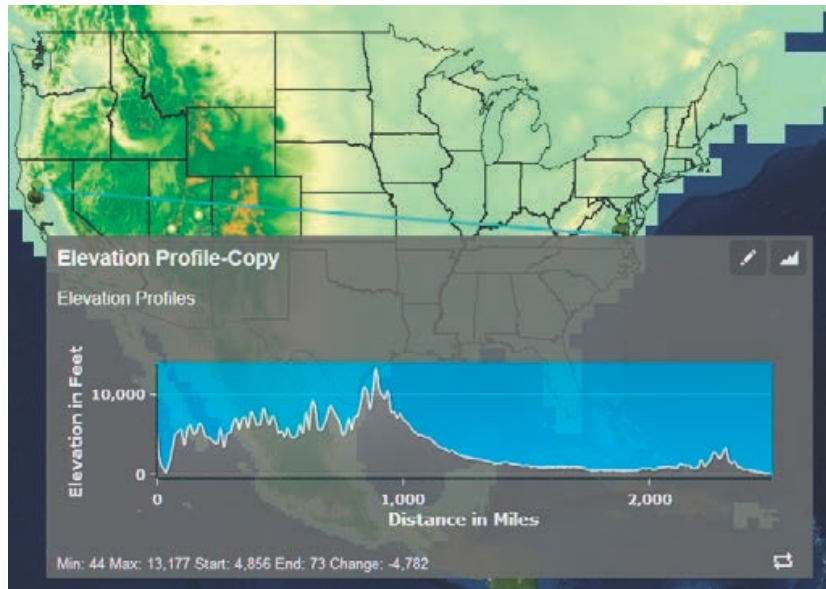 Elevation Profile-Copy
Elevation Profiles
Elevation in Feet
10,000
0
0
1,000
2,000
Distance in Miles
Min: 44 Max: 13,177 Start: 4,856 End: 73 Change: -4,782